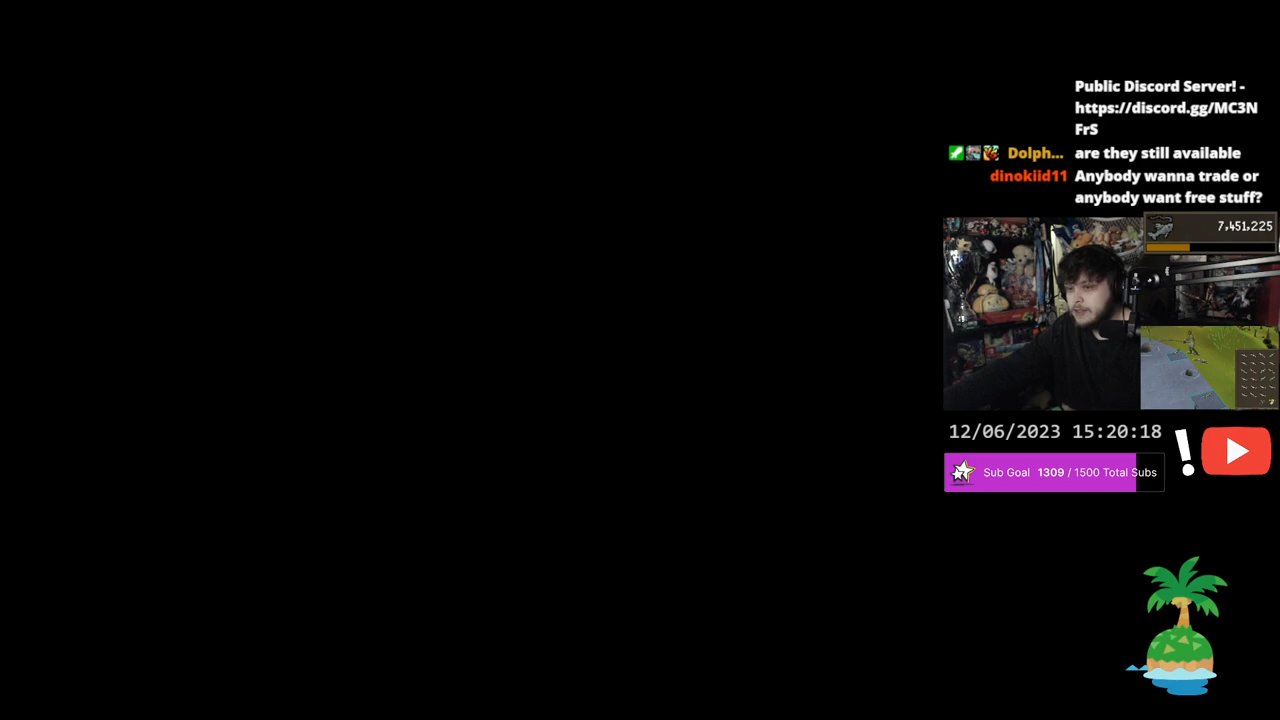 Public Discord Server! -
https://discord.gg/MC3N
FrS
Dolph... are they still available
dinokiid11 Anybody wanna trade or
anybody want free stuff?
7,451,225
12/06/2023 15:20:18
!
Sub Goal 1309 / 1500 Total Subs